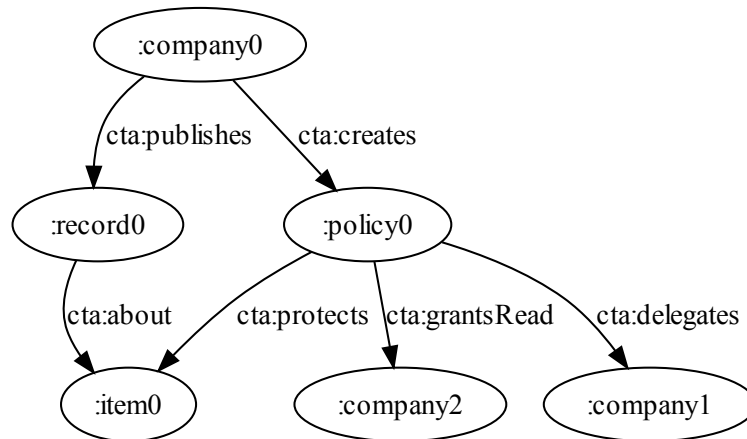 :company0
cta:publishes
cta:creates
:record0
:policy0
cta:about
cta:protects
cta:grantsRead
cta:delegates
:item0
:company2
:company1